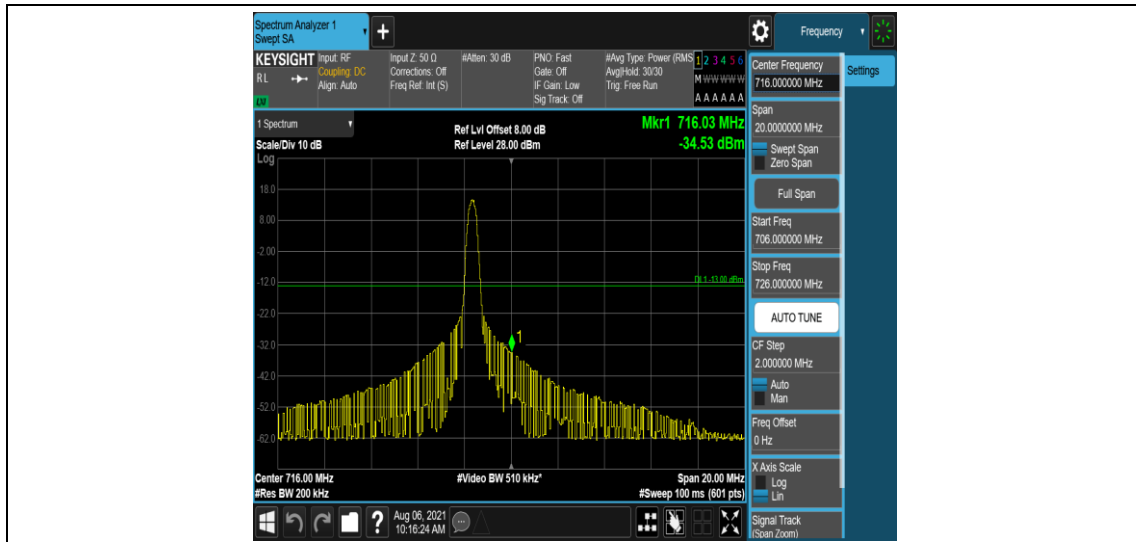 Spectrum Analyzer 1
Swept SA
+
Frequency
KEYSIGHT
RL
LXI
Input: RF
Coupling: DC
Align: Auto
Input Z: 50 Ω
Corrections: Off
Freq Ref: Int (S)
#Atten: 30 dB
PNO: Fast
Gate: Off
IF Gain: Low
Sig Track: Off
#Avg Type: Power (RMS
Avg|Hold: 30/30
Trig: Free Run
1 2 3 4 5 6
M W W W W W
A A A A A A
Center Frequency
716.000000 MHz
Settings
1 Spectrum
Scale/Div 10 dB
Ref Lvl Offset 8.00 dB
Ref Level 28.00 dBm
Mkr1 716.03 MHz
-34.53 dBm
Span
20.0000000 MHz
Swept Span
Zero Span
Full Span
Start Freq
706.000000 MHz
Stop Freq
726.000000 MHz
AUTO TUNE
CF Step
2.000000 MHz
Auto
Man
Freq Offset
0 Hz
X Axis Scale
Log
Lin
Signal Track
(Span Zoom)
Log
18.0
8.00
-2.00
-12.0
DL1 -13.00 dBm
-22.0
-32.0
1
-42.0
-52.0
-62.0
Center 716.00 MHz
#Res BW 200 kHz
#Video BW 510 kHz*
Span 20.00 MHz
#Sweep 100 ms (601 pts)
?
Aug 06, 2021
10:16:24 AM